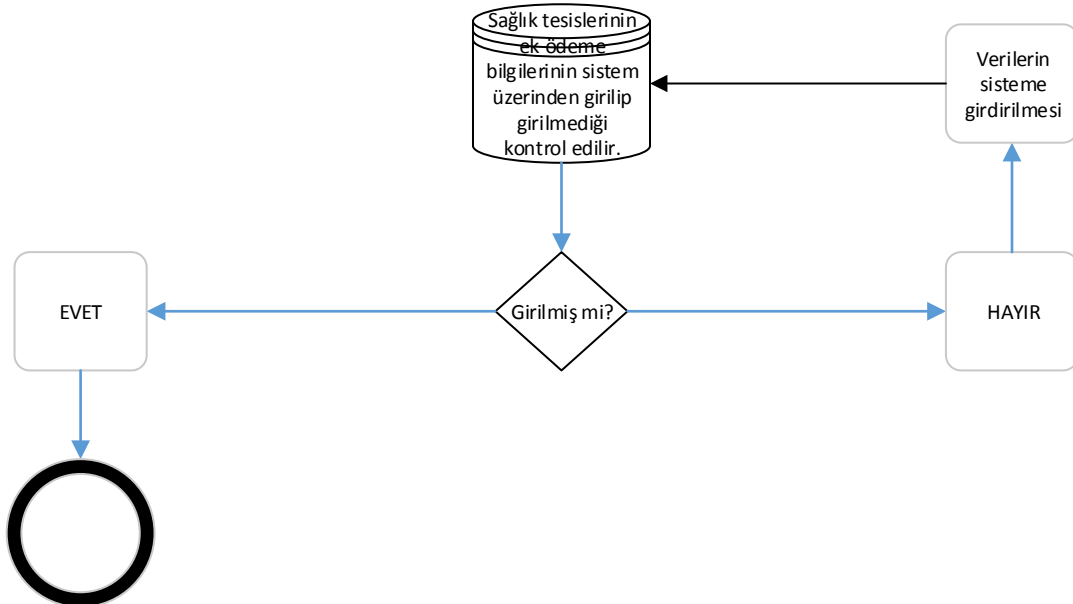 Sağlık tesislerinin
ek ödeme
bilgilerinin sistem
üzerinden girilip
girilmediği
kontrol edilir.
Verilerin
sisteme
girdirilmesi
EVET
Girilmiş mi?
HAYIR